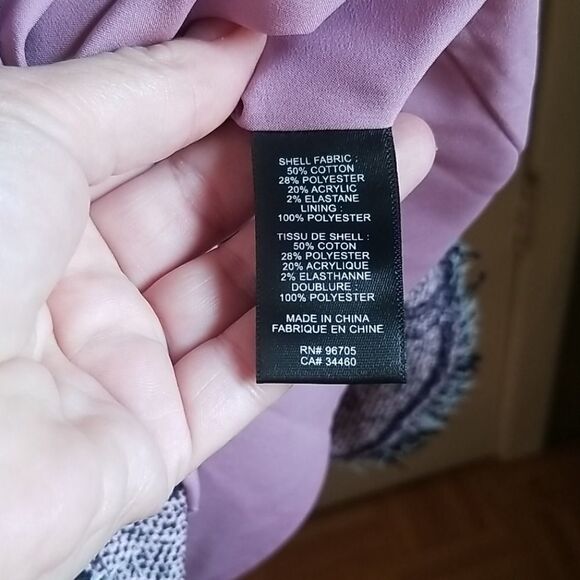 SHELL FABRIC :
50% COTTON
28% POLYESTER
20% ACRYLIC
2% ELASTANE
LINING :
100% POLYESTER
TISSU DE SHELL :
50% COTON
28% POLYESTER
20% ACRYLIQUE
2% ELASTHANNE
DOUBLURE :
100% POLYESTER
MADE IN CHINA
FABRIQUE EN CHINE
RN# 96705
CA# 34460